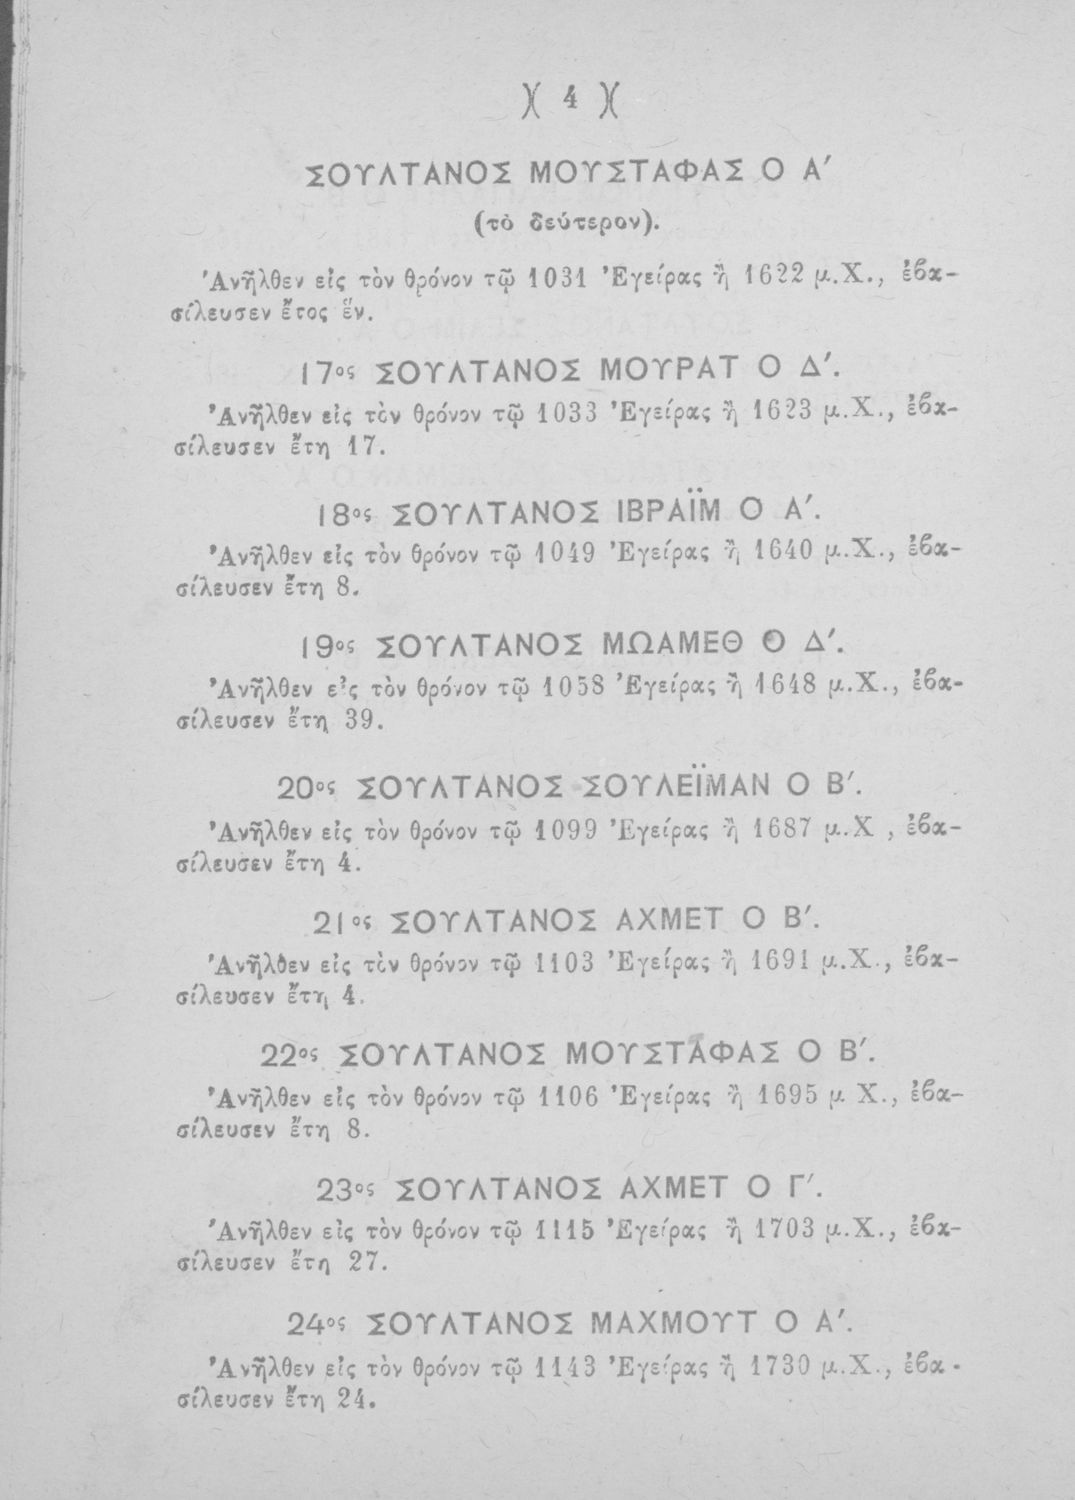 )( 4 )(
ΣΟΥΛΤΑΝΟΣ ΜΟΥΣΤΑΦΑΣ Ο Α′
(τὸ δεύτερον).
Ἀνῆλθεν εἰς τὸν θρόνον τῷ 1031 Ἐγείρας ἢ 1622 μ.Χ., ἐβα-
σίλευσεν ἔτος ἕν.
17ος ΣΟΥΛΤΑΝΟΣ ΜΟΥΡΑΤ Ο Δ′.
Ἀνῆλθεν εἰς τὸν θρόνον τῷ 1033 Ἐγείρας ἢ 1623 μ.Χ., ἐβα-
σίλευσεν ἔτη 17.
18ος ΣΟΥΛΤΑΝΟΣ ΙΒΡΑΪΜ Ο Α′.
Ἀνῆλθεν εἰς τὸν θρόνον τῷ 1049 Ἐγείρας ἢ 1640 μ.Χ., ἐβα-
σίλευσεν ἔτη 8.
19ος ΣΟΥΛΤΑΝΟΣ ΜΩΑΜΕΘ Ο Δ′.
Ἀνῆλθεν εἰς τὸν θρόνον τῷ 1058 Ἐγείρας ἢ 1648 μ.Χ., ἐβα-
σίλευσεν ἔτη 39.
20ος ΣΟΥΛΤΑΝΟΣ ΣΟΥΛΕΪΜΑΝ Ο Β′.
Ἀνῆλθεν εἰς τὸν θρόνον τῷ 1099 Ἐγείρας ἢ 1687 μ.Χ , ἐβα-
σίλευσεν ἔτη 4.
21ος ΣΟΥΛΤΑΝΟΣ ΑΧΜΕΤ Ο Β′.
Ἀνῆλθεν εἰς τὸν θρόνον τῷ 1103 Ἐγείρας ἢ 1691 μ.Χ., ἐβα-
σίλευσεν ἔτη 4.
22ος ΣΟΥΛΤΑΝΟΣ ΜΟΥΣΤΑΦΑΣ Ο Β′.
Ἀνῆλθεν εἰς τὸν θρόνον τῷ 1106 Ἐγείρας ἢ 1695 μ Χ., ἐβα-
σίλευσεν ἔτη 8.
23ος ΣΟΥΛΤΑΝΟΣ ΑΧΜΕΤ Ο Γ′.
Ἀνῆλθεν εἰς τὸν θρόνον τῷ 1115 Ἐγείρας ἢ 1703 μ.Χ., ἐβα-
σίλευσεν ἔτη 27.
24ος ΣΟΥΛΤΑΝΟΣ ΜΑΧΜΟΥΤ Ο Α′.
Ἀνῆλθεν εἰς τὸν θρόνον τῷ 1143 Ἐγείρας ἢ 1730 μ.Χ., ἐβα-
σίλευσεν ἔτη 24.